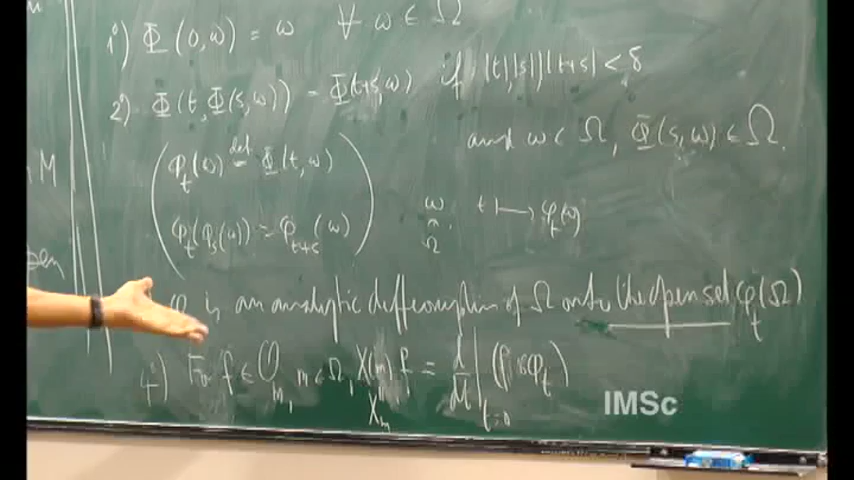 1°) Φ(0,ω) = ω ∀ ω ∈ Ω
2°) Φ(t,Φ(s,ω)) = Φ(t+s,ω) if |t|,|s|,|t+s| < δ
and ω ∈ Ω, Φ(s,ω) ∈ Ω.
M
(φ_t(ω) def= Φ(t,ω)
φ_t(φ_s(ω)) = φ_{t+s}(ω))
ω ∈ Ω t ↦ φ_t(ω)
φ is an analytic diffeomorphism of Ω onto the open set φ_t(Ω)
4°) For f ∈ O_m, m ∈ Ω, X(m) f = d/dt|_{t=0} (f∘φ_t)
X_m
IMSc